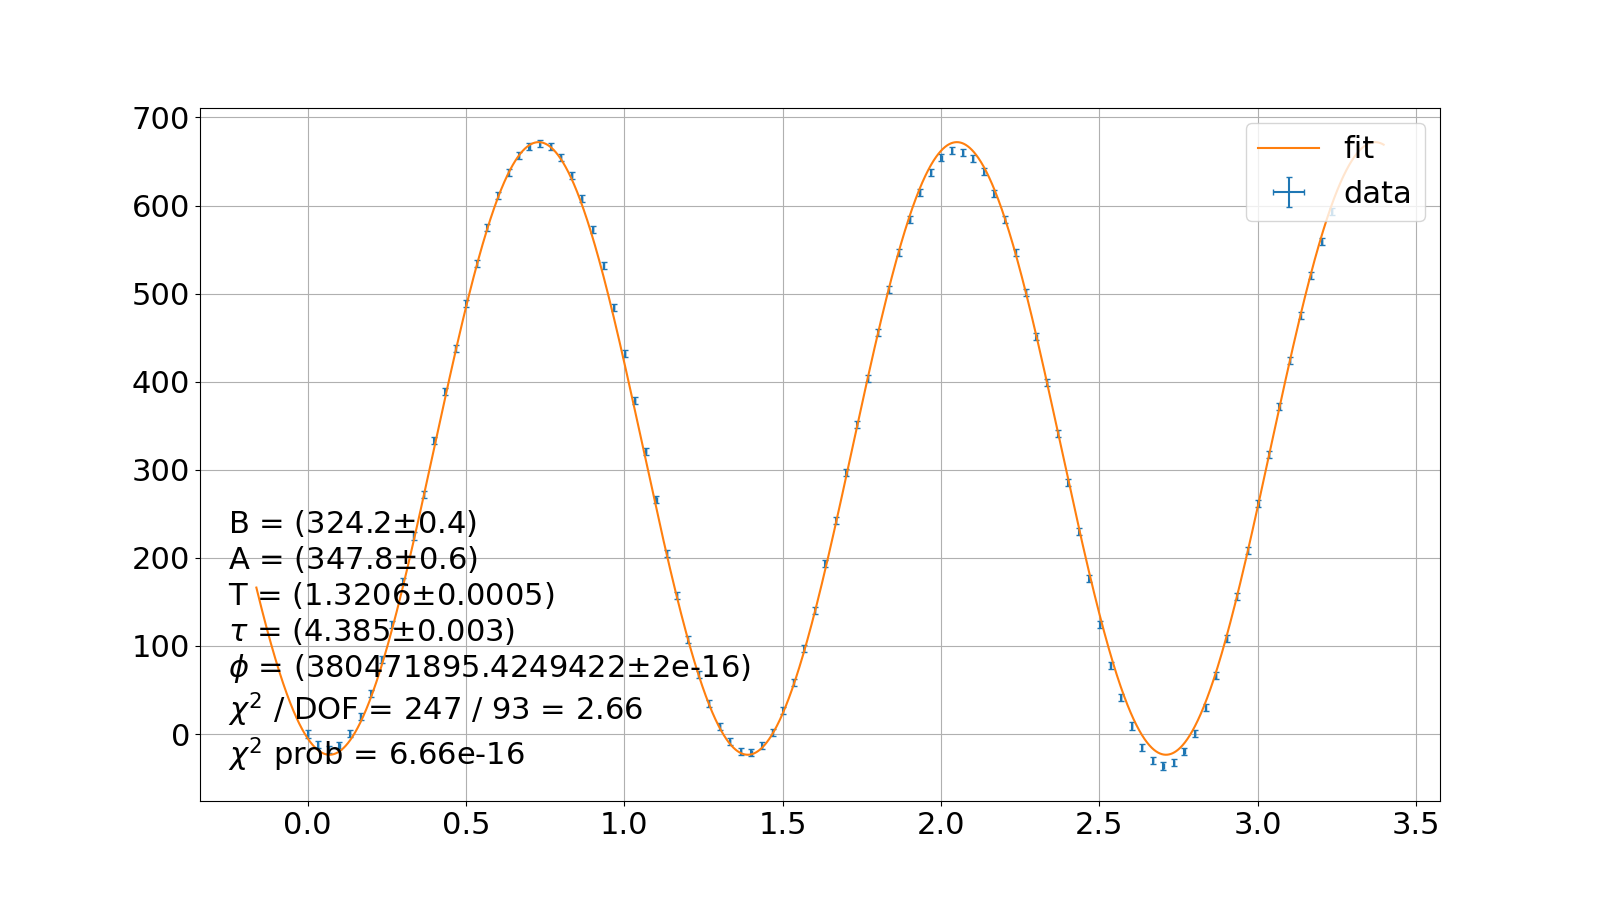 700
600
500
400
300
200
100
0
fit
data
B = (324.2±0.4)
A = (347.8±0.6)
T = (1.3206±0.0005)
τ = (4.385±0.003)
ϕ = (380471895.4249422±2e-16)
χ² / DOF = 247 / 93 = 2.66
χ² prob = 6.66e-16
0.0 0.5 1.0 1.5 2.0 2.5 3.0 3.5